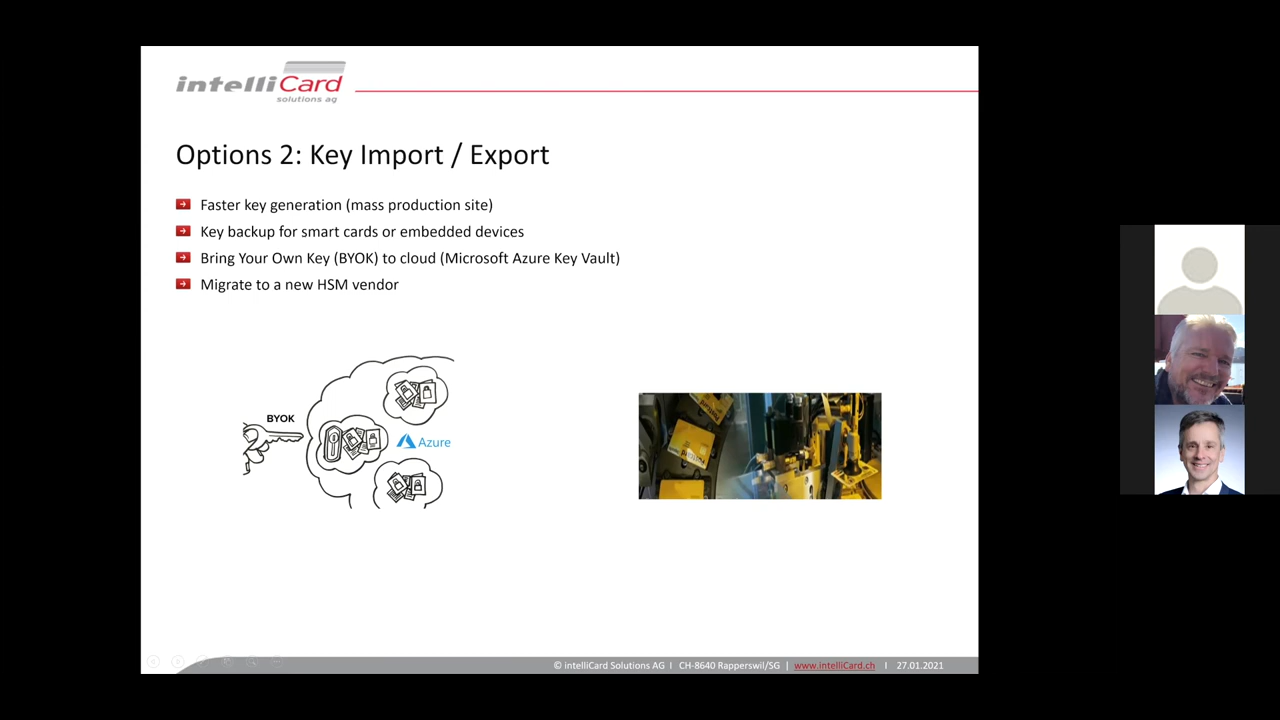 intelliCard
solutions ag
Options 2: Key Import / Export
Faster key generation (mass production site)
Key backup for smart cards or embedded devices
Bring Your Own Key (BYOK) to cloud (Microsoft Azure Key Vault)
Migrate to a new HSM vendor
BYOK
Azure
© intelliCard Solutions AG I CH-8640 Rapperswil/SG | www.intelliCard.ch I 27.01.2021